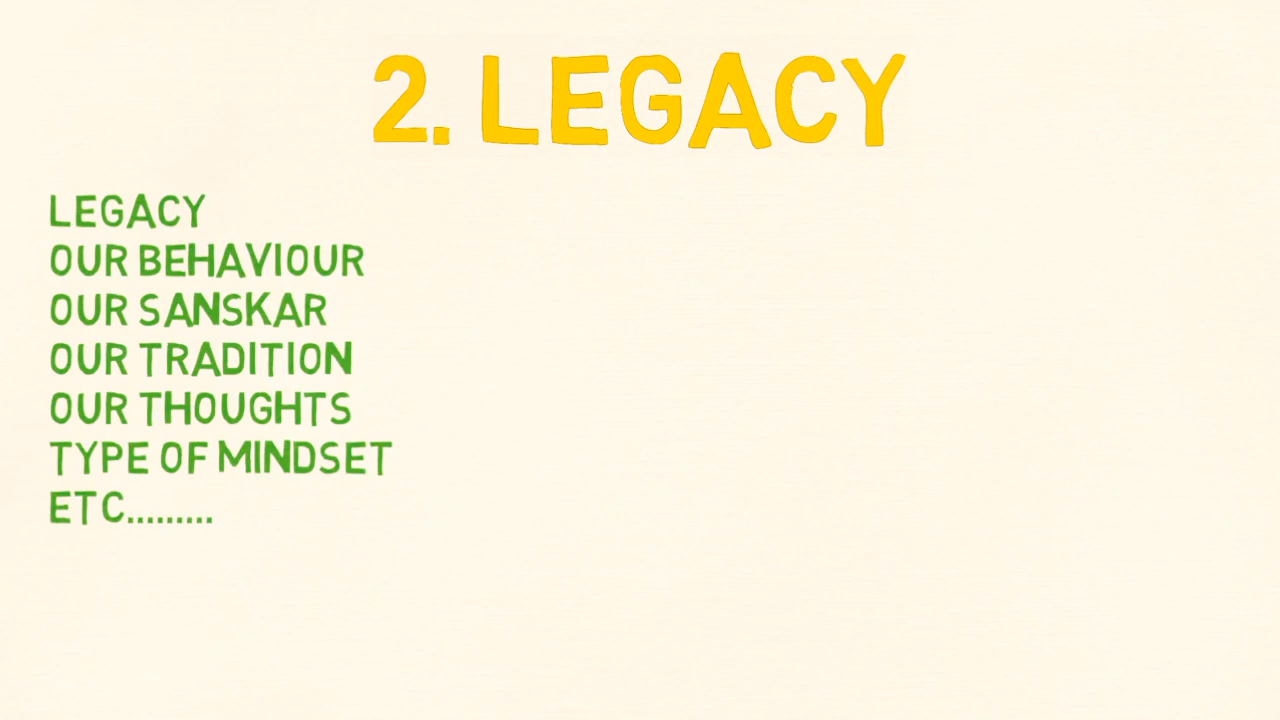 2. LEGACY
LEGACY
OUR BEHAVIOUR
OUR SANSKAR
OUR TRADITION
OUR THOUGHTS
TYPE OF MINDSET
ETC.........